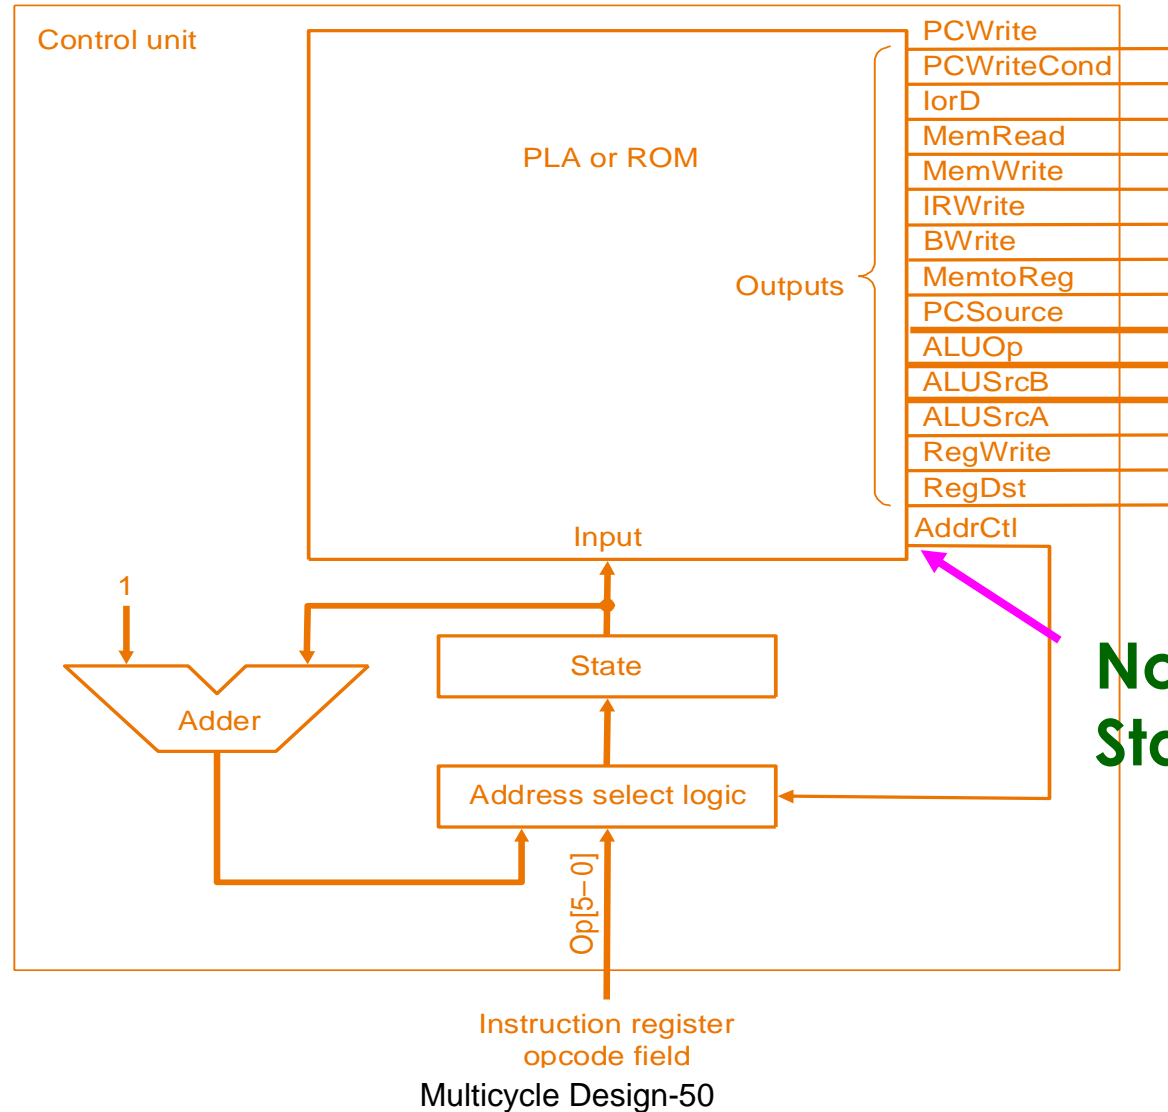 Control unit
PCWrite
PCWriteCond
IorD
MemRead
PLA or ROM
MemWrite
IRWrite
BWrite
Outputs
MemtoReg
PCSource
ALUOp
ALUSrcB
ALUSrcA
RegWrite
RegDst
Input
AddrCtl
1
State
Adder
Address select logic
Op[5–0]
Instruction register
opcode field
Multicycle Design-50